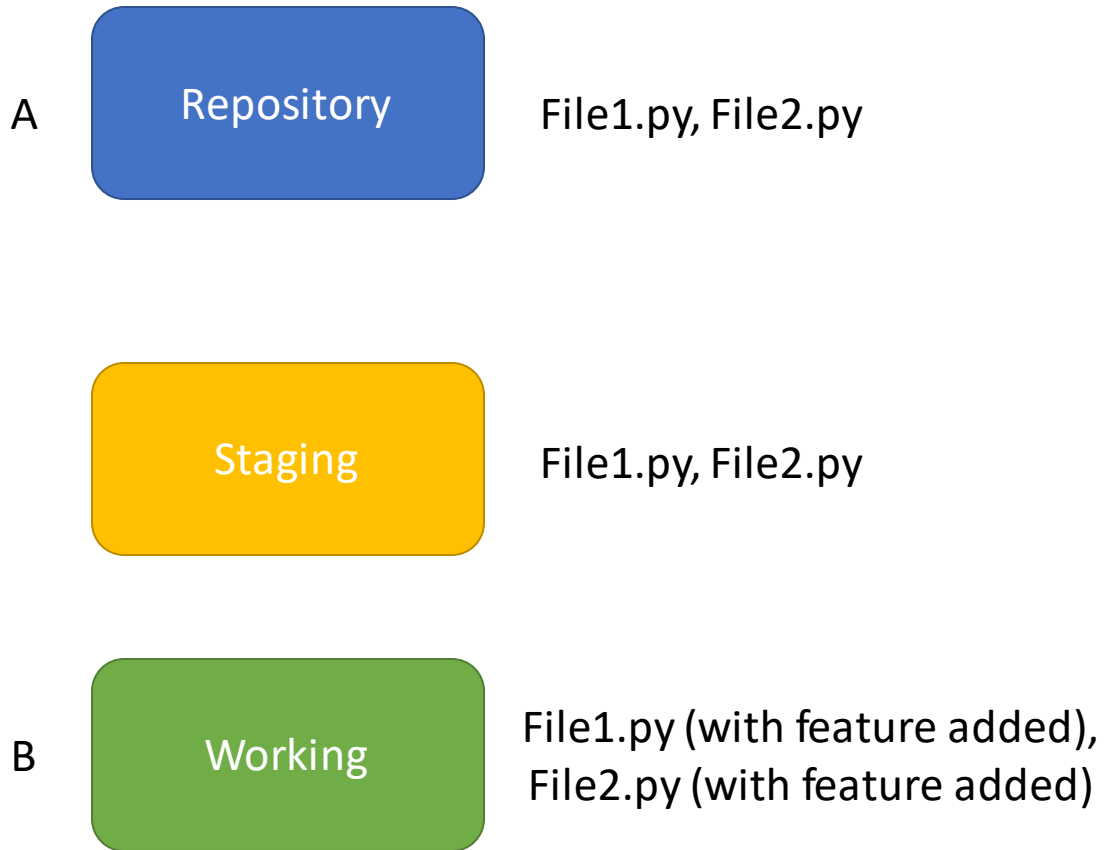 A
Repository
File1.py, File2.py
Staging
File1.py, File2.py
B
Working
File1.py (with feature added),
File2.py (with feature added)